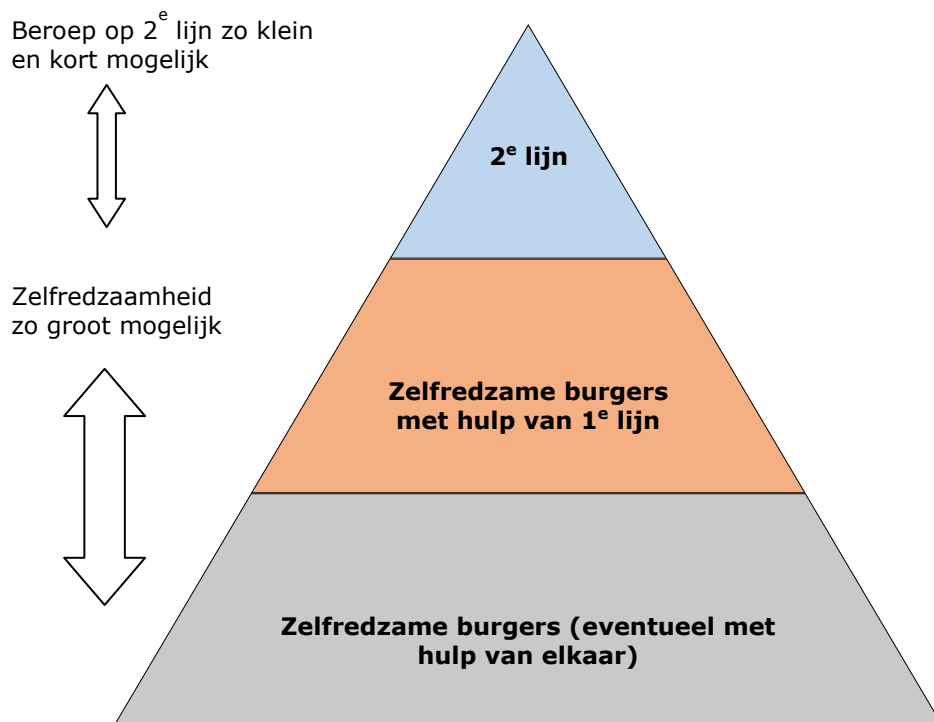 Beroep op 2e lijn zo klein
en kort mogelijk
2e lijn
Zelfredzaamheid
zo groot mogelijk
Zelfredzame burgers
met hulp van 1e lijn
Zelfredzame burgers (eventueel met
hulp van elkaar)